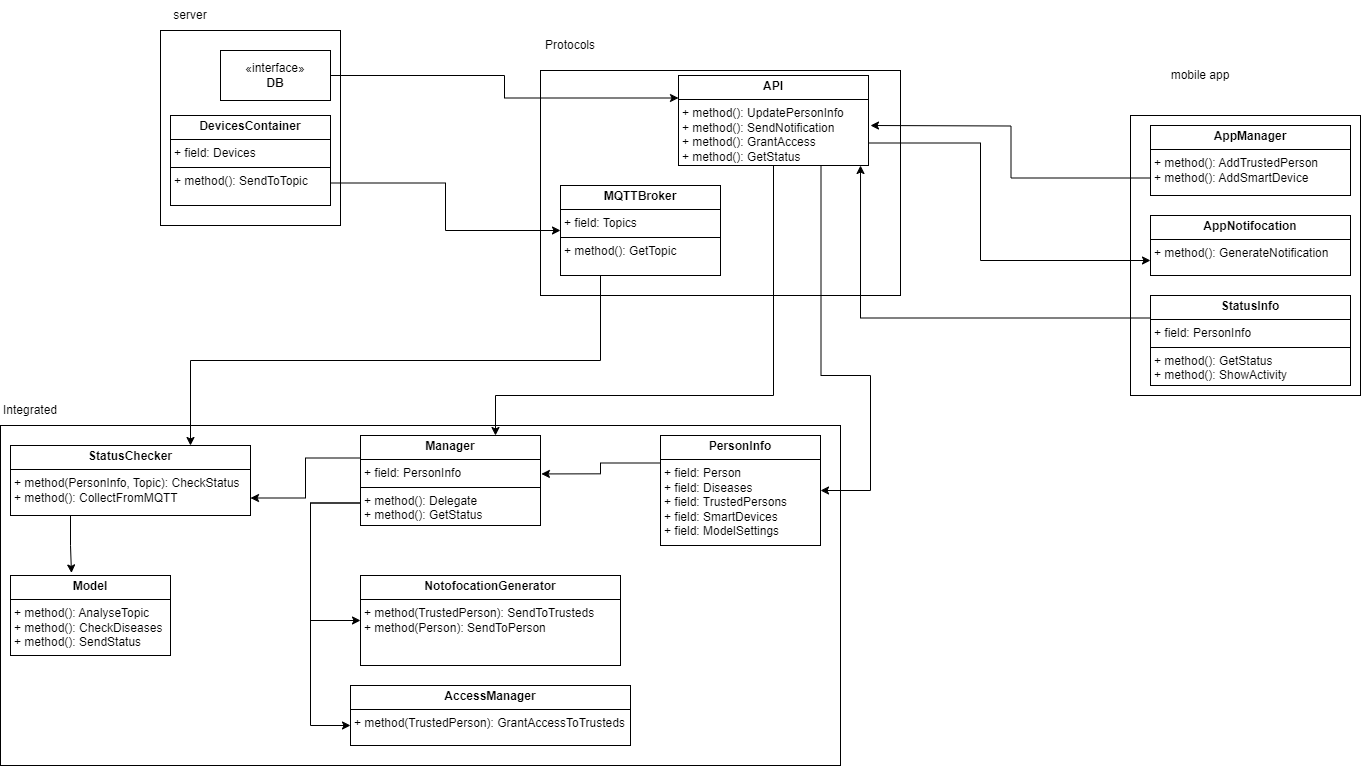 server
«interface»
DB
DevicesContainer
+ field: Devices
+ method(): SendToTopic
Protocols
API
+ method(): UpdatePersonInfo
+ method(): SendNotification
+ method(): GrantAccess
+ method(): GetStatus
MQTTBroker
+ field: Topics
+ method(): GetTopic
mobile app
AppManager
+ method(): AddTrustedPerson
+ method(): AddSmartDevice
AppNotifocation
+ method(): GenerateNotification
StatusInfo
+ field: PersonInfo
+ method(): GetStatus
+ method(): ShowActivity
Integrated
StatusChecker
+ method(PersonInfo, Topic): CheckStatus
+ method(): CollectFromMQTT
Manager
+ field: PersonInfo
+ method(): Delegate
+ method(): GetStatus
PersonInfo
+ field: Person
+ field: Diseases
+ field: TrustedPersons
+ field: SmartDevices
+ field: ModelSettings
Model
+ method(): AnalyseTopic
+ method(): CheckDiseases
+ method(): SendStatus
NotofocationGenerator
+ method(TrustedPerson): SendToTrusteds
+ method(Person): SendToPerson
AccessManager
+ method(TrustedPerson): GrantAccessToTrusteds